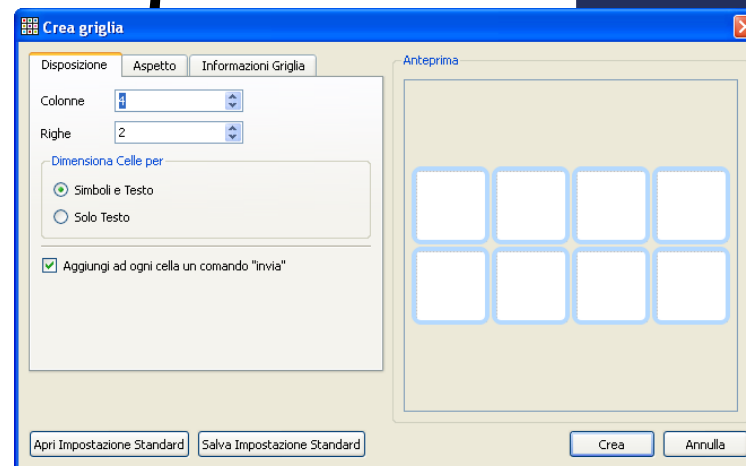 Crea griglia
Disposizione Aspetto Informazioni Griglia
Colonne 4
Righe 2
Dimensiona Celle per
Simboli e Testo
Solo Testo
Aggiungi ad ogni cella un comando "invia"
Anteprima
Apri Impostazione Standard Salva Impostazione Standard Crea Annulla